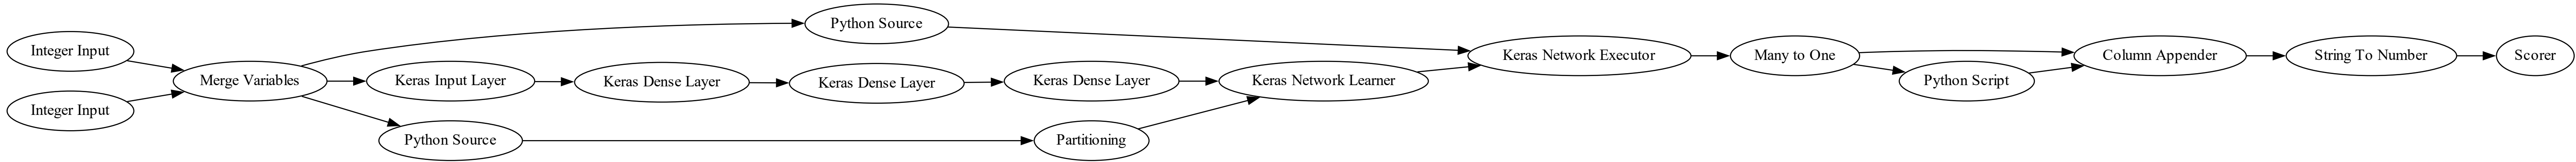 Integer Input
Integer Input
Merge Variables
Python Source
Keras Input Layer
Keras Dense Layer
Keras Dense Layer
Keras Dense Layer
Python Source
Partitioning
Keras Network Learner
Keras Network Executor
Many to One
Python Script
Column Appender
String To Number
Scorer